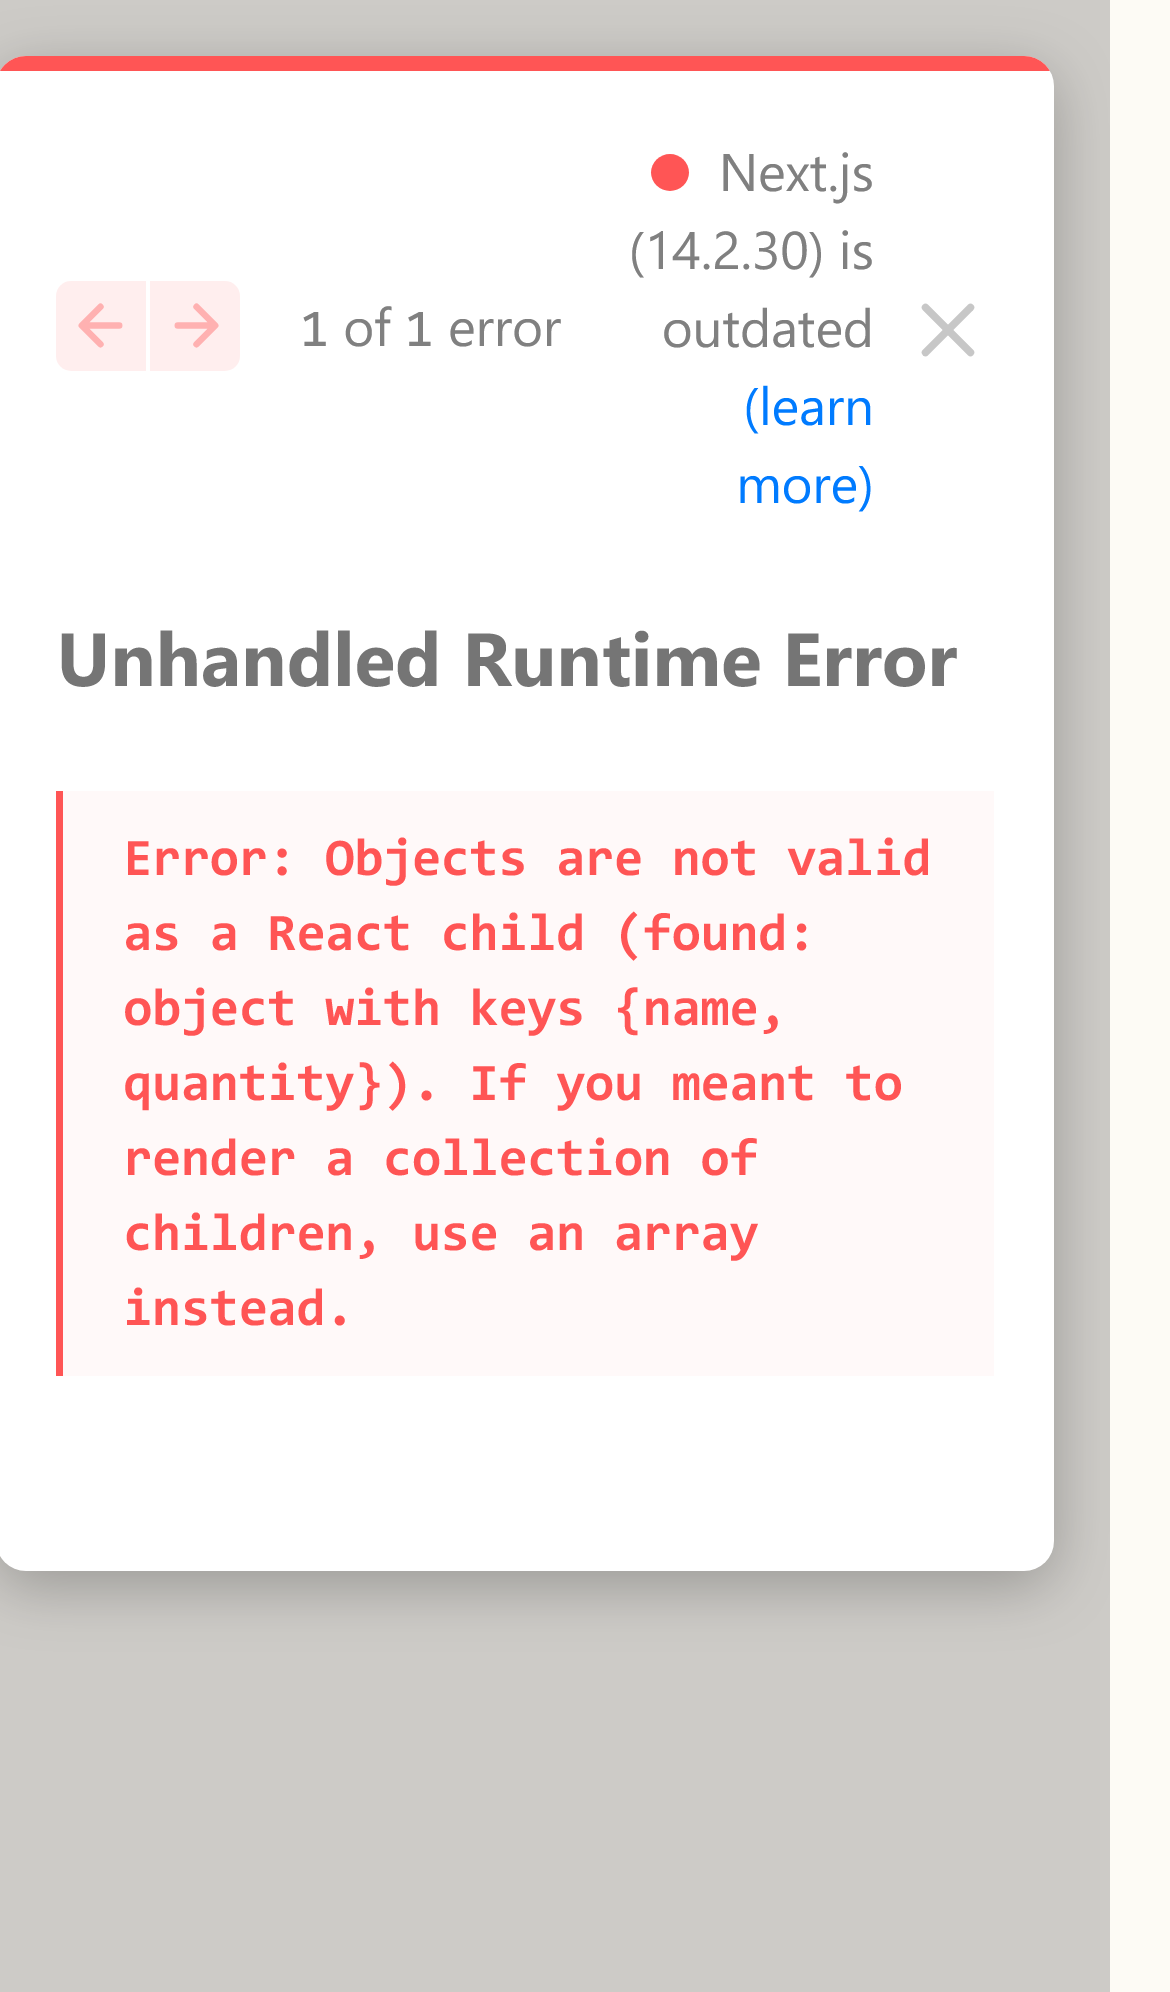 Next.js
(14.2.30) is
1 of 1 error outdated
(learn
more)
Unhandled Runtime Error
Error: Objects are not valid
as a React child (found:
object with keys {name,
quantity}). If you meant to
render a collection of
children, use an array
instead.